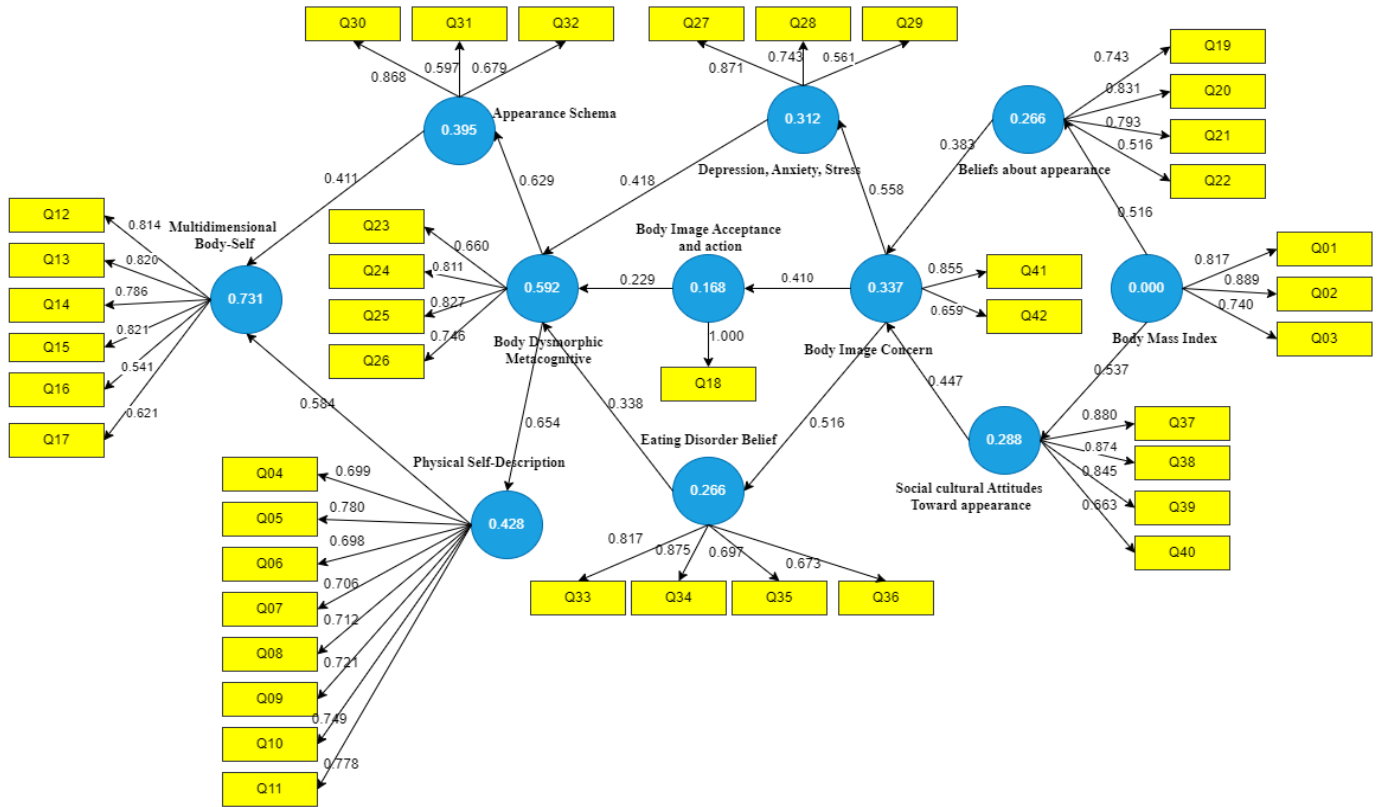 Q30
Q31
Q32
Q27
Q28
Q29
Q19
Q20
Q21
Q22
0.868
0.597
0.679
0.871
0.743
0.561
0.743
0.831
0.793
0.516
0.395
Appearance Schema
0.312
Depression, Anxiety, Stress
0.266
Beliefs about appearance
0.411
0.629
0.418
0.558
0.383
0.516
Q12
Q13
Q14
Q15
Q16
Q17
0.814
0.820
0.786
0.821
0.541
0.621
Multidimensional
Body-Self
0.731
Q23
Q24
Q25
Q26
0.660
0.811
0.827
0.746
0.592
Body Dysmorphic
Metacognitive
0.229
Body Image Acceptance
and action
0.168
1.000
Q18
0.410
0.337
Body Image Concern
0.855
0.659
Q41
Q42
0.000
Body Mass Index
0.817
0.889
0.740
Q01
Q02
Q03
0.584
0.654
0.338
0.516
0.447
0.537
Physical Self-Description
0.428
Eating Disorder Belief
0.266
0.288
Social cultural Attitudes
Toward appearance
0.880
0.874
0.845
0.663
Q37
Q38
Q39
Q40
Q04
Q05
Q06
Q07
Q08
Q09
Q10
Q11
0.699
0.780
0.698
0.706
0.712
0.721
0.749
0.778
0.817
0.875
0.697
0.673
Q33
Q34
Q35
Q36